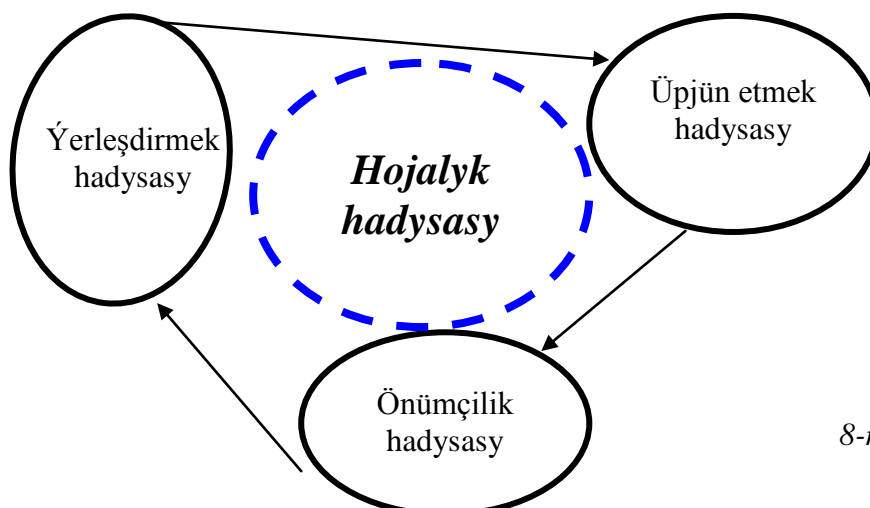 Ýerleşdirmek
hadysasy
Hojalyk
hadysasy
Üpjün etmek
hadysasy
Önümçilik
hadysasy